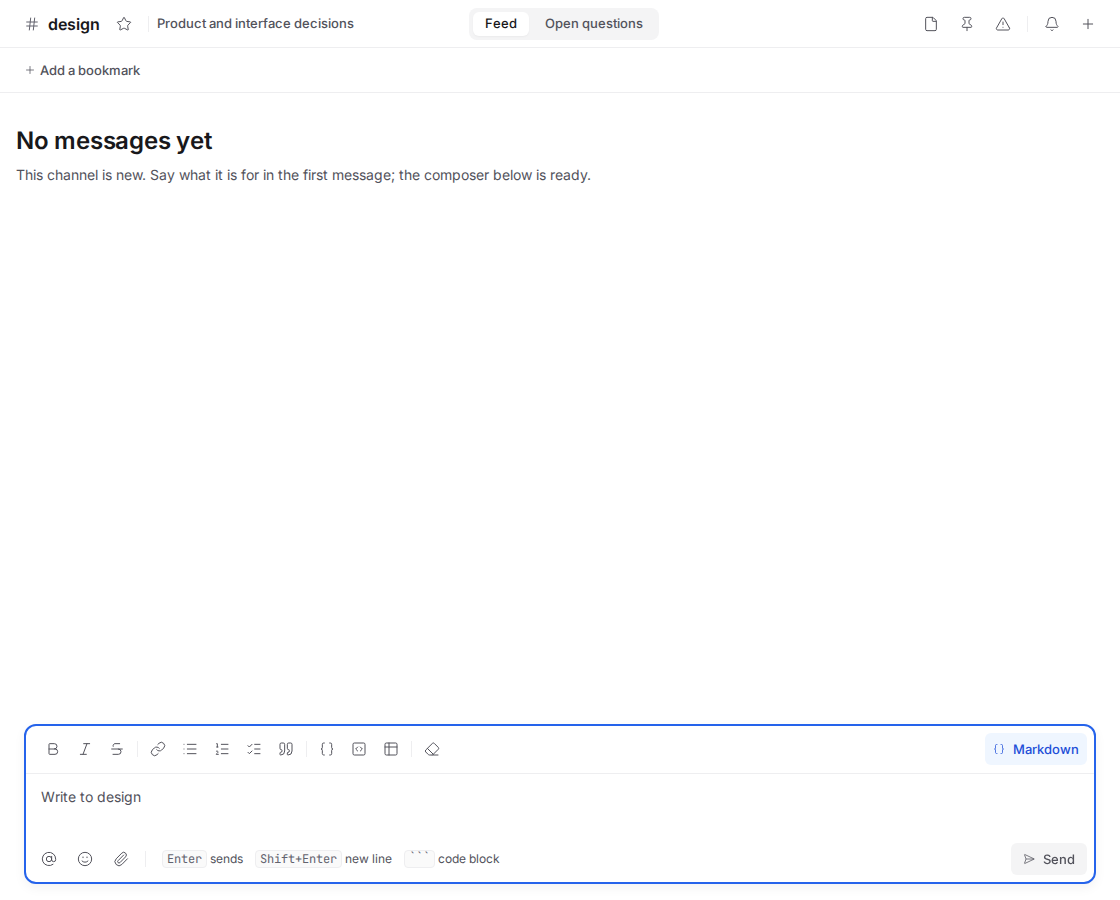 # design
Product and interface decisions
Feed
Open questions
+ Add a bookmark
No messages yet
This channel is new. Say what it is for in the first message; the composer below is ready.
Markdown
Write to design
Enter sends Shift+Enter new line ``` code block
Send